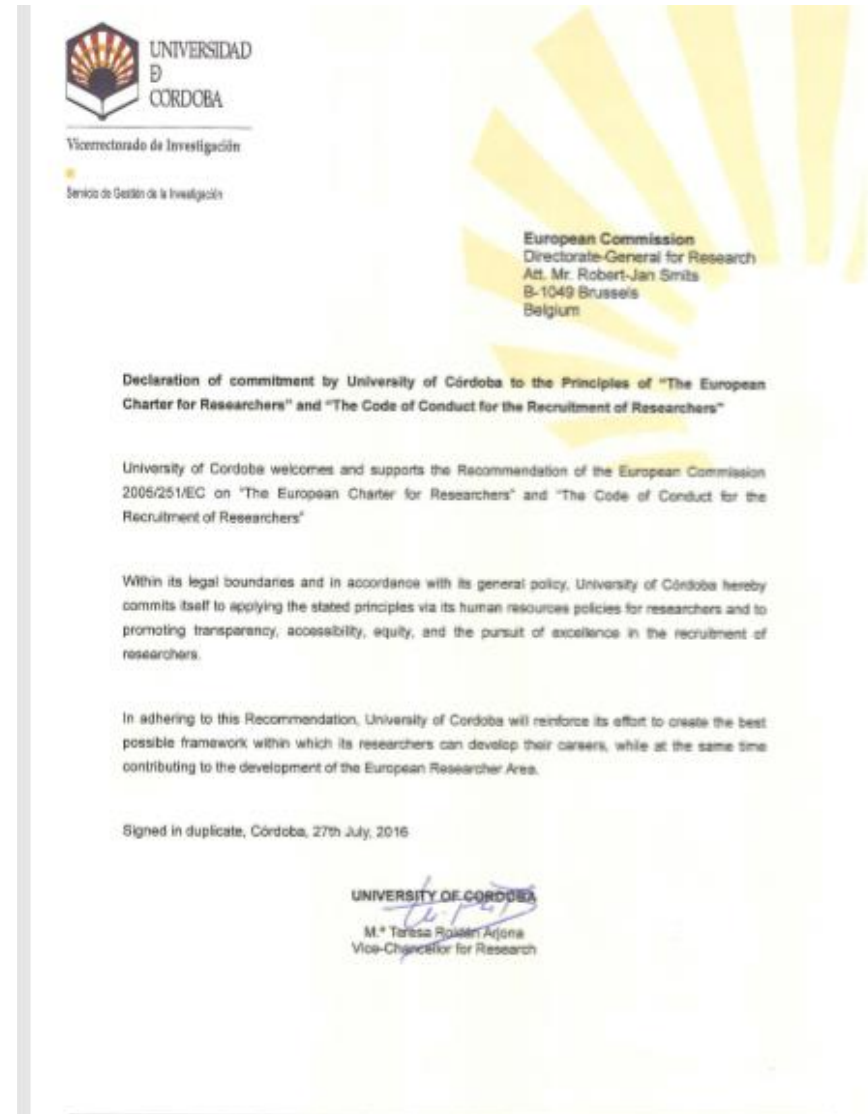 UNIVERSIDAD
Ð
CORDOBA
Vicerrectorado de Investigación
Servicio de Gestión de la Investigación
European Commission
Directorate-General for Research
Att. Mr. Robert-Jan Smits
B-1049 Brussels
Belgium
Declaration of commitment by University of Córdoba to the Principles of "The European
Charter for Researchers" and "The Code of Conduct for the Recruitment of Researchers"
University of Cordoba welcomes and supports the Recommendation of the European Commission
2005/251/EC on "The European Charter for Researchers" and "The Code of Conduct for the
Recruitment of Researchers"
Within its legal boundaries and in accordance with its general policy, University of Córdoba hereby
commits itself to applying the stated principles via its human resources policies for researchers and to
promoting transparency, accessibility, equity, and the pursuit of excellence in the recruitment of
researchers.
In adhering to this Recommendation, University of Cordoba will reinforce its effort to create the best
possible framework within which its researchers can develop their careers, while at the same time
contributing to the development of the European Researcher Area.
Signed in duplicate, Córdoba, 27th July, 2016
UNIVERSITY OF CORDOBA
M.ª Teresa Roldán Arjona
Vice-Chancellor for Research